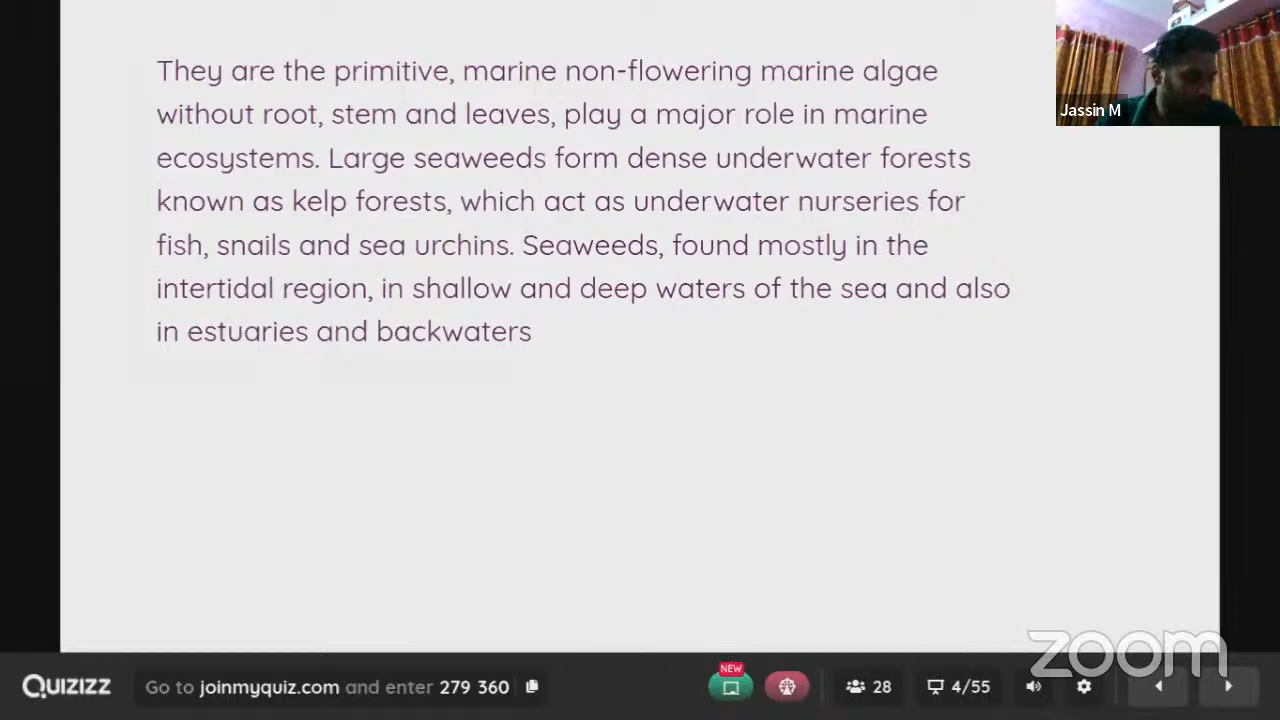 They are the primitive, marine non-flowering marine algae
without root, stem and leaves, play a major role in marine
ecosystems. Large seaweeds form dense underwater forests
known as kelp forests, which act as underwater nurseries for
fish, snails and sea urchins. Seaweeds, found mostly in the
intertidal region, in shallow and deep waters of the sea and also
in estuaries and backwaters
Jassin M
zoom
NEW
Quizizz
Go to joinmyquiz.com and enter 279 360
28
4/55